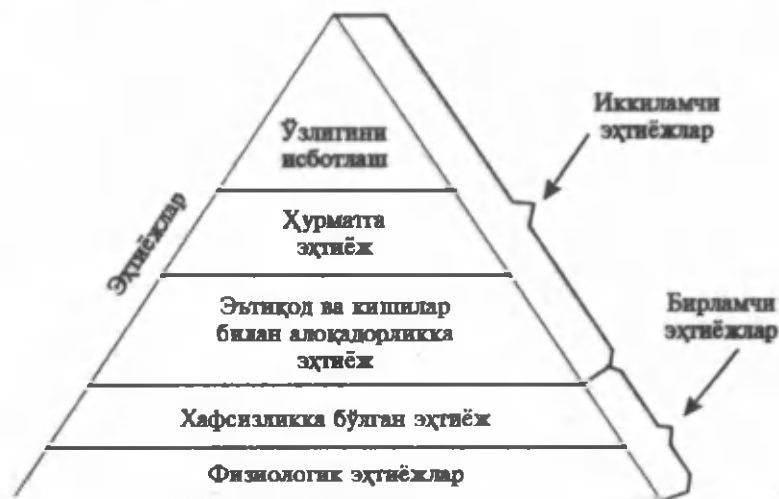 Иккиламчи
эҳтиёжлар
Ўзлигини
исботлаш
Эҳтиёжлар
Ҳурматга
эҳтиёж
Эътиқод ва кишилар
билан алоқадорликка
эҳтиёж
Бирламчи
эҳтиёжлар
Хафсизликка бўлган эҳтиёж
Физиологик эҳтиёжлар